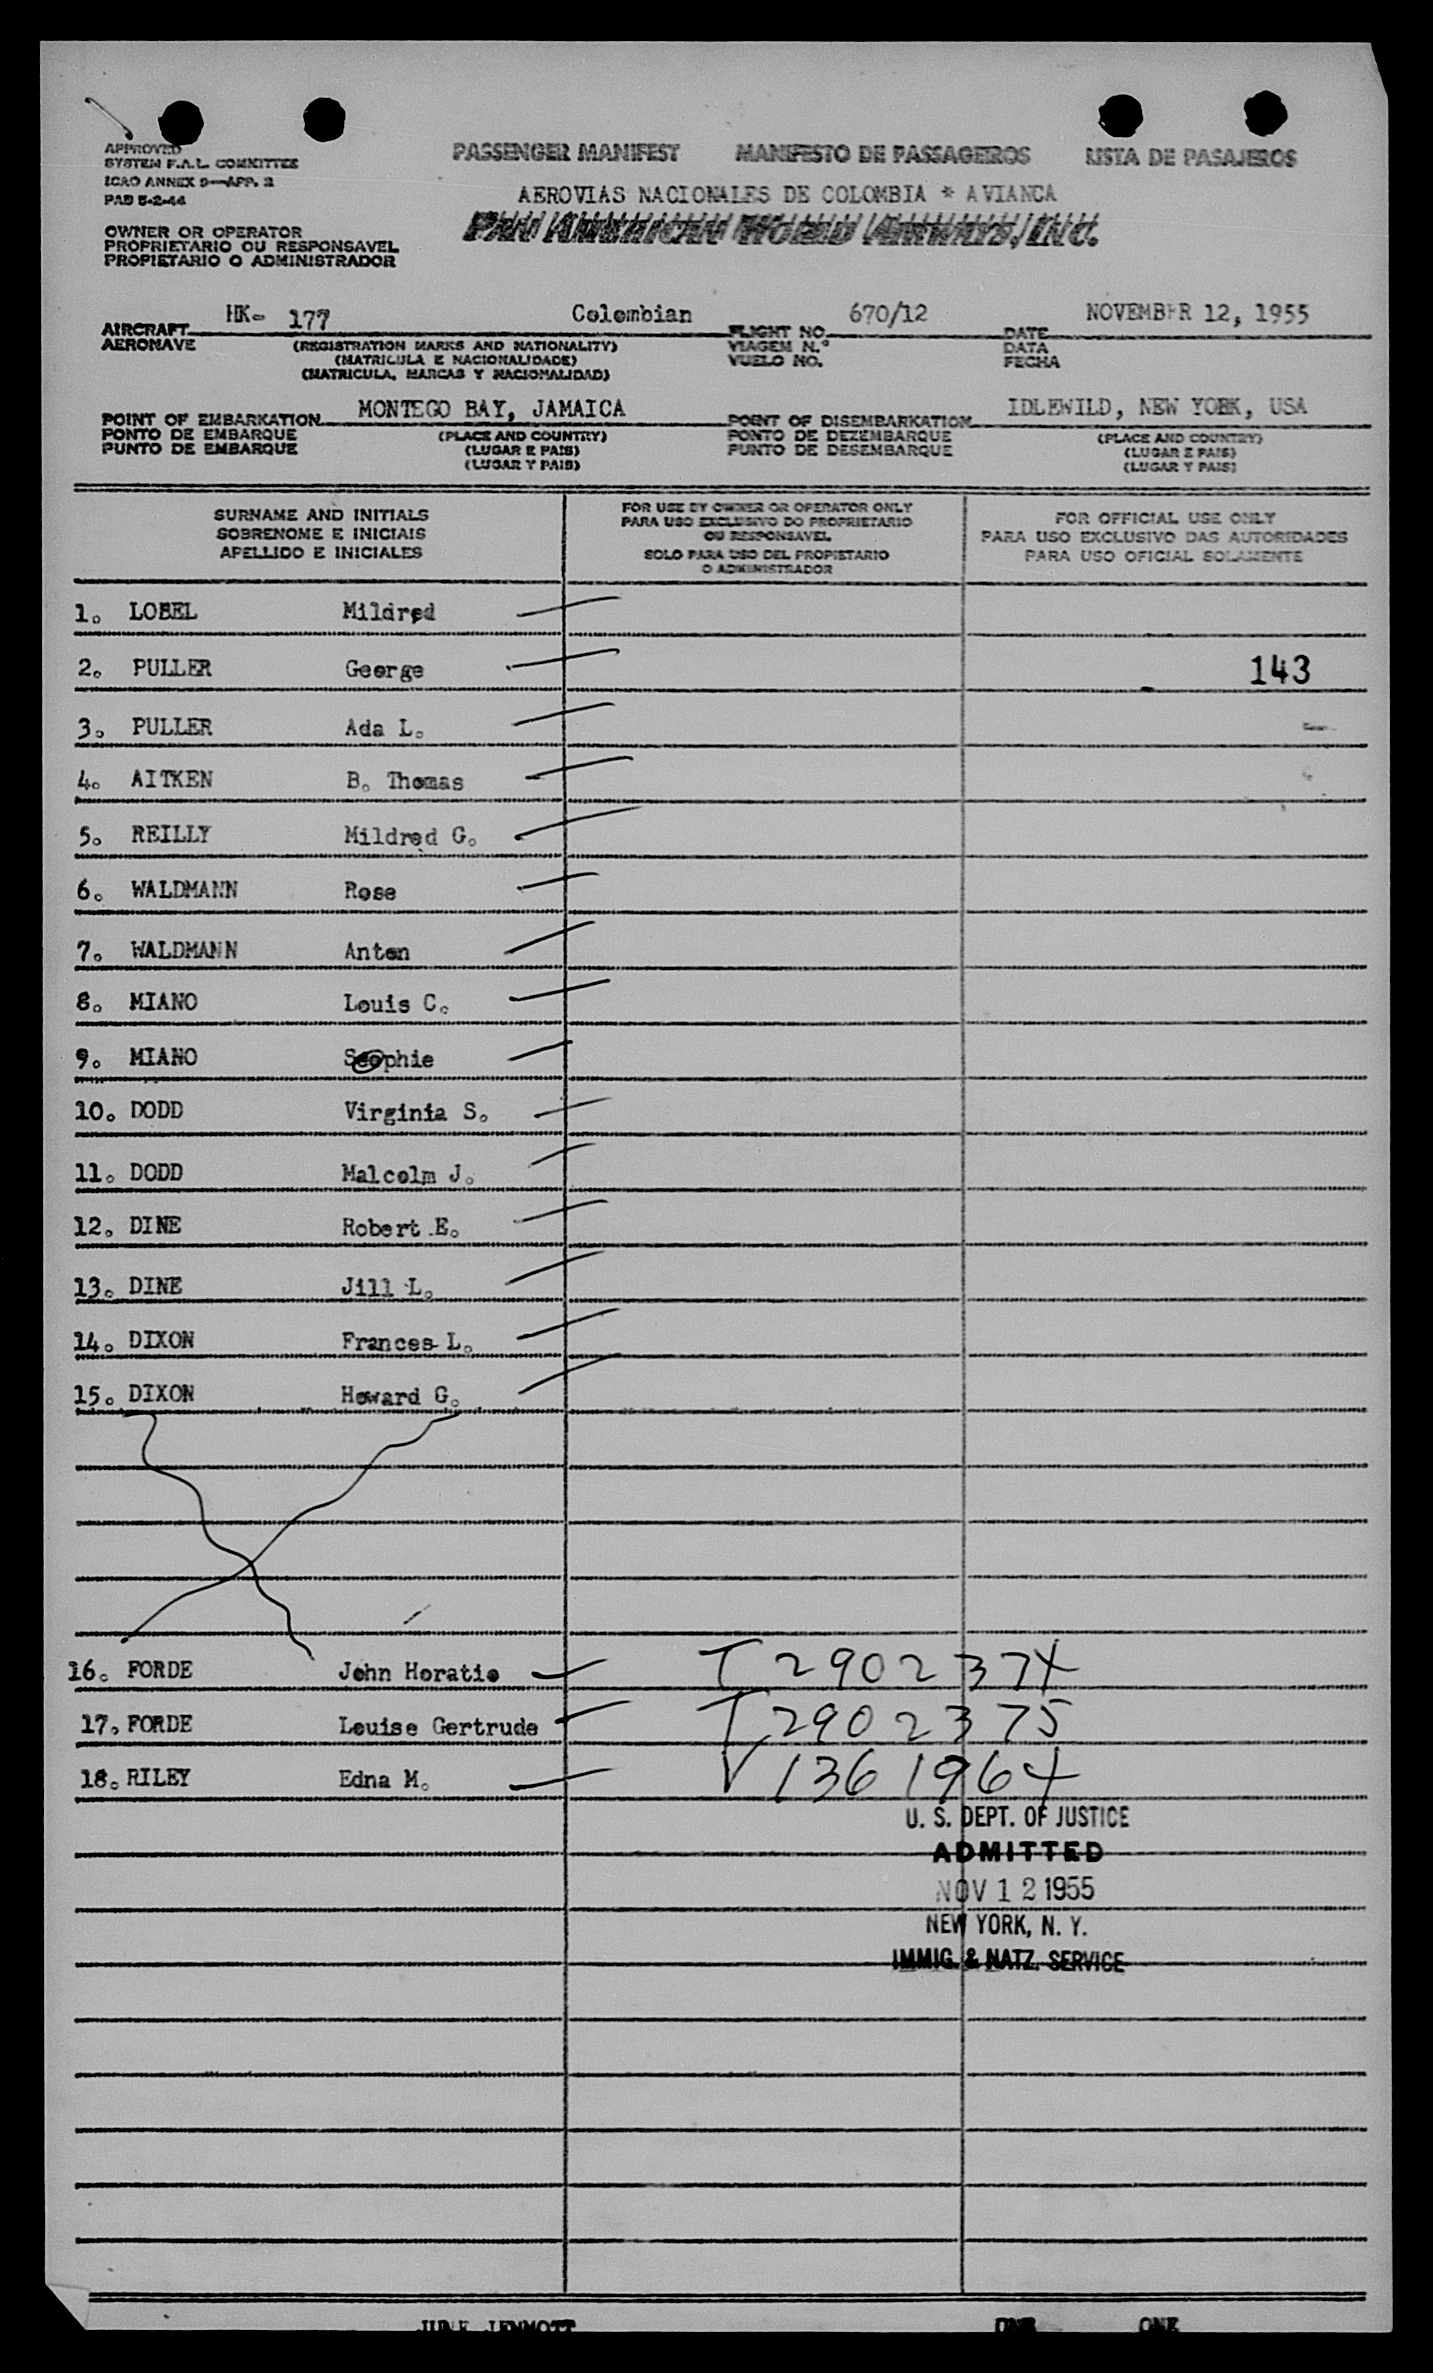 APPROVED
SYSTEM F.A.L. COMMITTEE
ICAO ANNEX 9—APP. 2
PAB 5-2-44
PASSENGER MANIFEST MANIFESTO DE PASSAGEIROS LISTA DE PASAJEROS
AEROVIAS NACIONALES DE COLOMBIA * AVIANCA
PAN AMERICAN WORLD AIRWAYS, INC.
OWNER OR OPERATOR
PROPRIETARIO OU RESPONSAVEL
PROPIETARIO O ADMINISTRADOR
HK- 177 Colombian 670/12 NOVEMBER 12, 1955
AIRCRAFT FLIGHT NO. DATE
AERONAVE (REGISTRATION MARKS AND NATIONALITY) VIAGEM N.º DATA
(MATRICULA E NACIONALIDADE) VUELO NO. FECHA
(MATRICULA, MARCAS Y NACIONALIDAD)
MONTEGO BAY, JAMAICA IDLEWILD, NEW YORK, USA
POINT OF EMBARKATION POINT OF DISEMBARKATION
PONTO DE EMBARQUE (PLACE AND COUNTRY) PONTO DE DEZEMBARQUE (PLACE AND COUNTRY)
PUNTO DE EMBARQUE (LUGAR E PAIS) PUNTO DE DESEMBARQUE (LUGAR E PAIS)
(LUGAR Y PAIS) (LUGAR Y PAIS)
SURNAME AND INITIALS
SOBRENOME E INICIAIS
APELLIDO E INICIALES
FOR USE BY OWNER OR OPERATOR ONLY
PARA USO EXCLUSIVO DO PROPRIETARIO
OU RESPONSAVEL
SOLO PARA USO DEL PROPIETARIO
O ADMINISTRADOR
FOR OFFICIAL USE ONLY
PARA USO EXCLUSIVO DAS AUTORIDADES
PARA USO OFICIAL SOLAMENTE
1. LOBEL Mildred
2. PULLER George 143
3. PULLER Ada L.
4. AITKEN B. Thomas
5. REILLY Mildred G.
6. WALDMANN Rose
7. WALDMANN Anton
8. MIANO Louis C.
9. MIANO Seophie
10. DODD Virginia S.
11. DODD Malcolm J.
12. DINE Robert E.
13. DINE Jill L.
14. DIXON Frances L.
15. DIXON Howard G.
16. FORDE John Horatio T 2902374
17. FORDE Louise Gertrude T 2902375
18. RILEY Edna M. V 1361964
U. S. DEPT. OF JUSTICE
ADMITTED
NOV 12 1955
NEW YORK, N. Y.
IMMIG. & NATZ. SERVICE
ONE